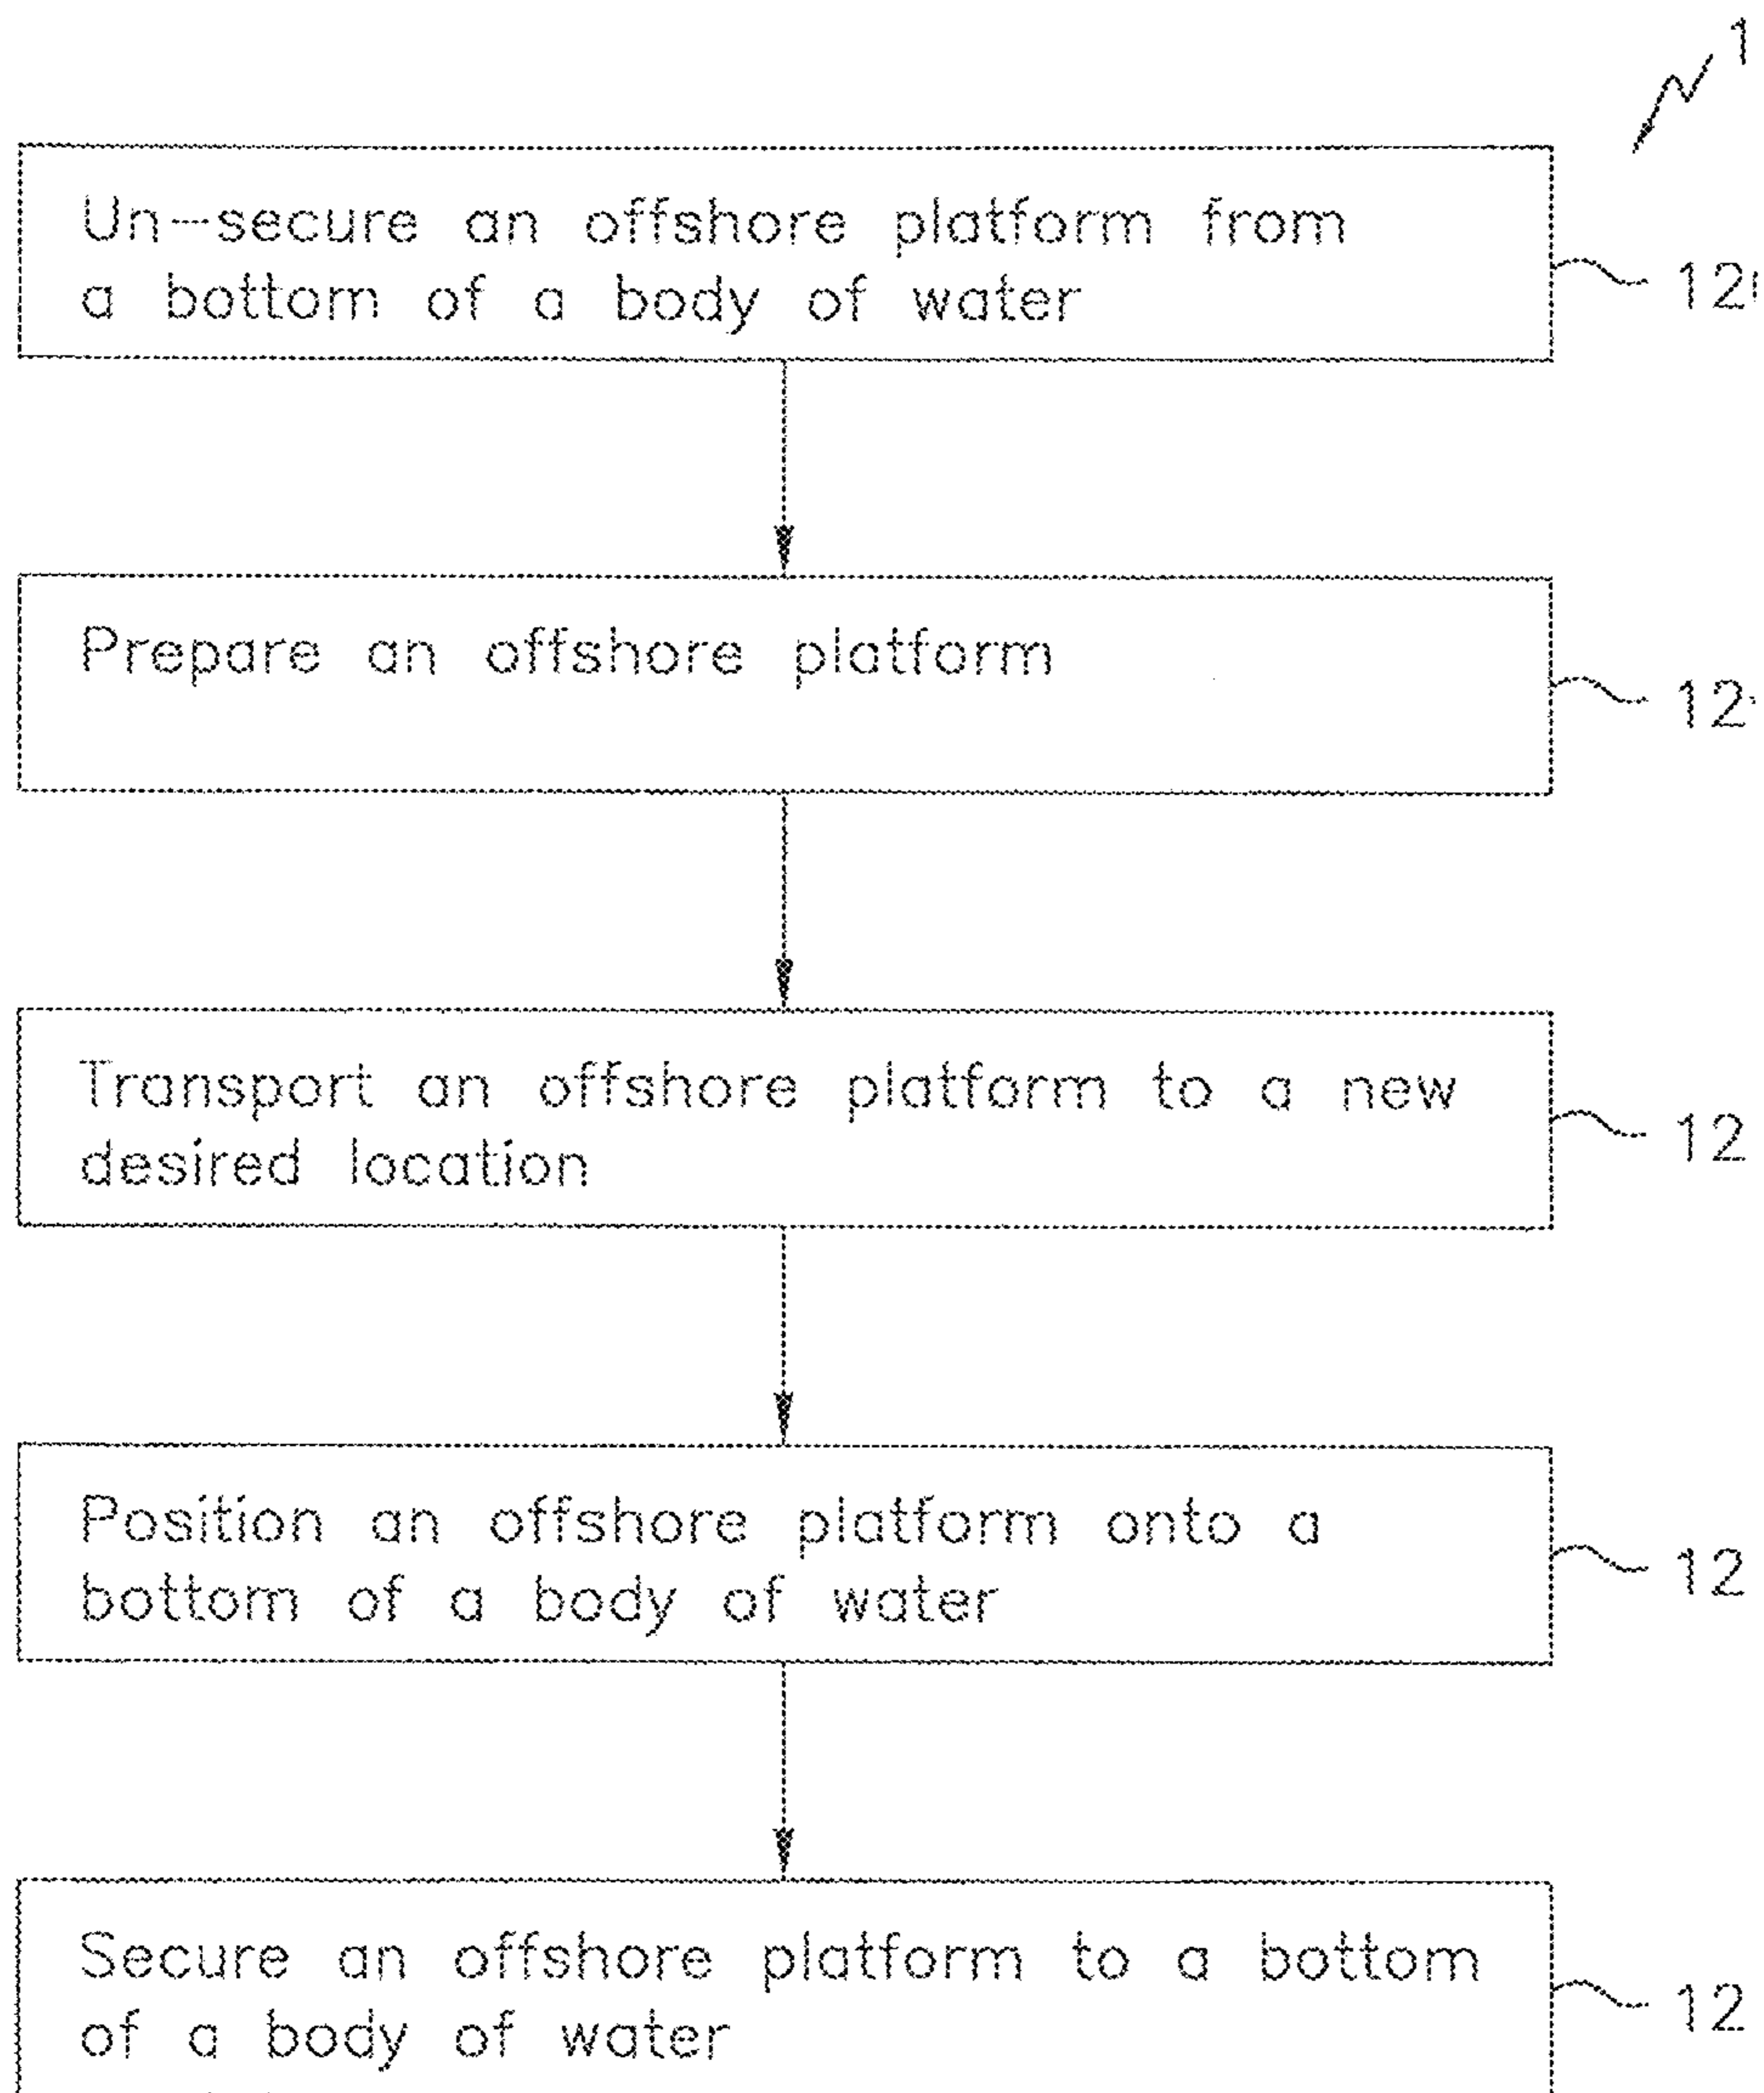 Un-secure an offshore platform from
a bottom of a body of water
Prepare an offshore platform
Transport an offshore platform to a new
desired location
Position an offshore platform onto a
bottom of a body of water
Secure an offshore platform to a bottom
of a body of water